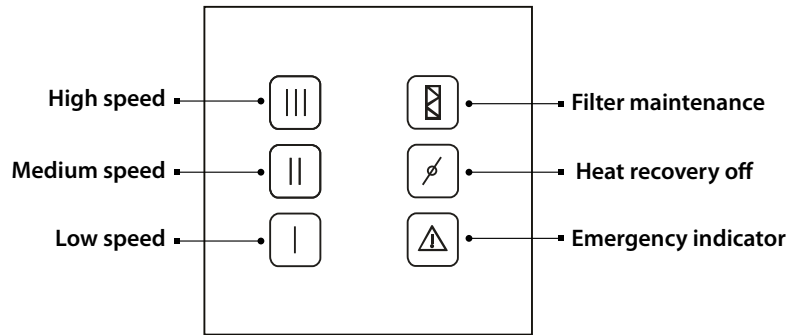 High speed
Filter maintenance
Medium speed
Heat recovery off
Low speed
Emergency indicator